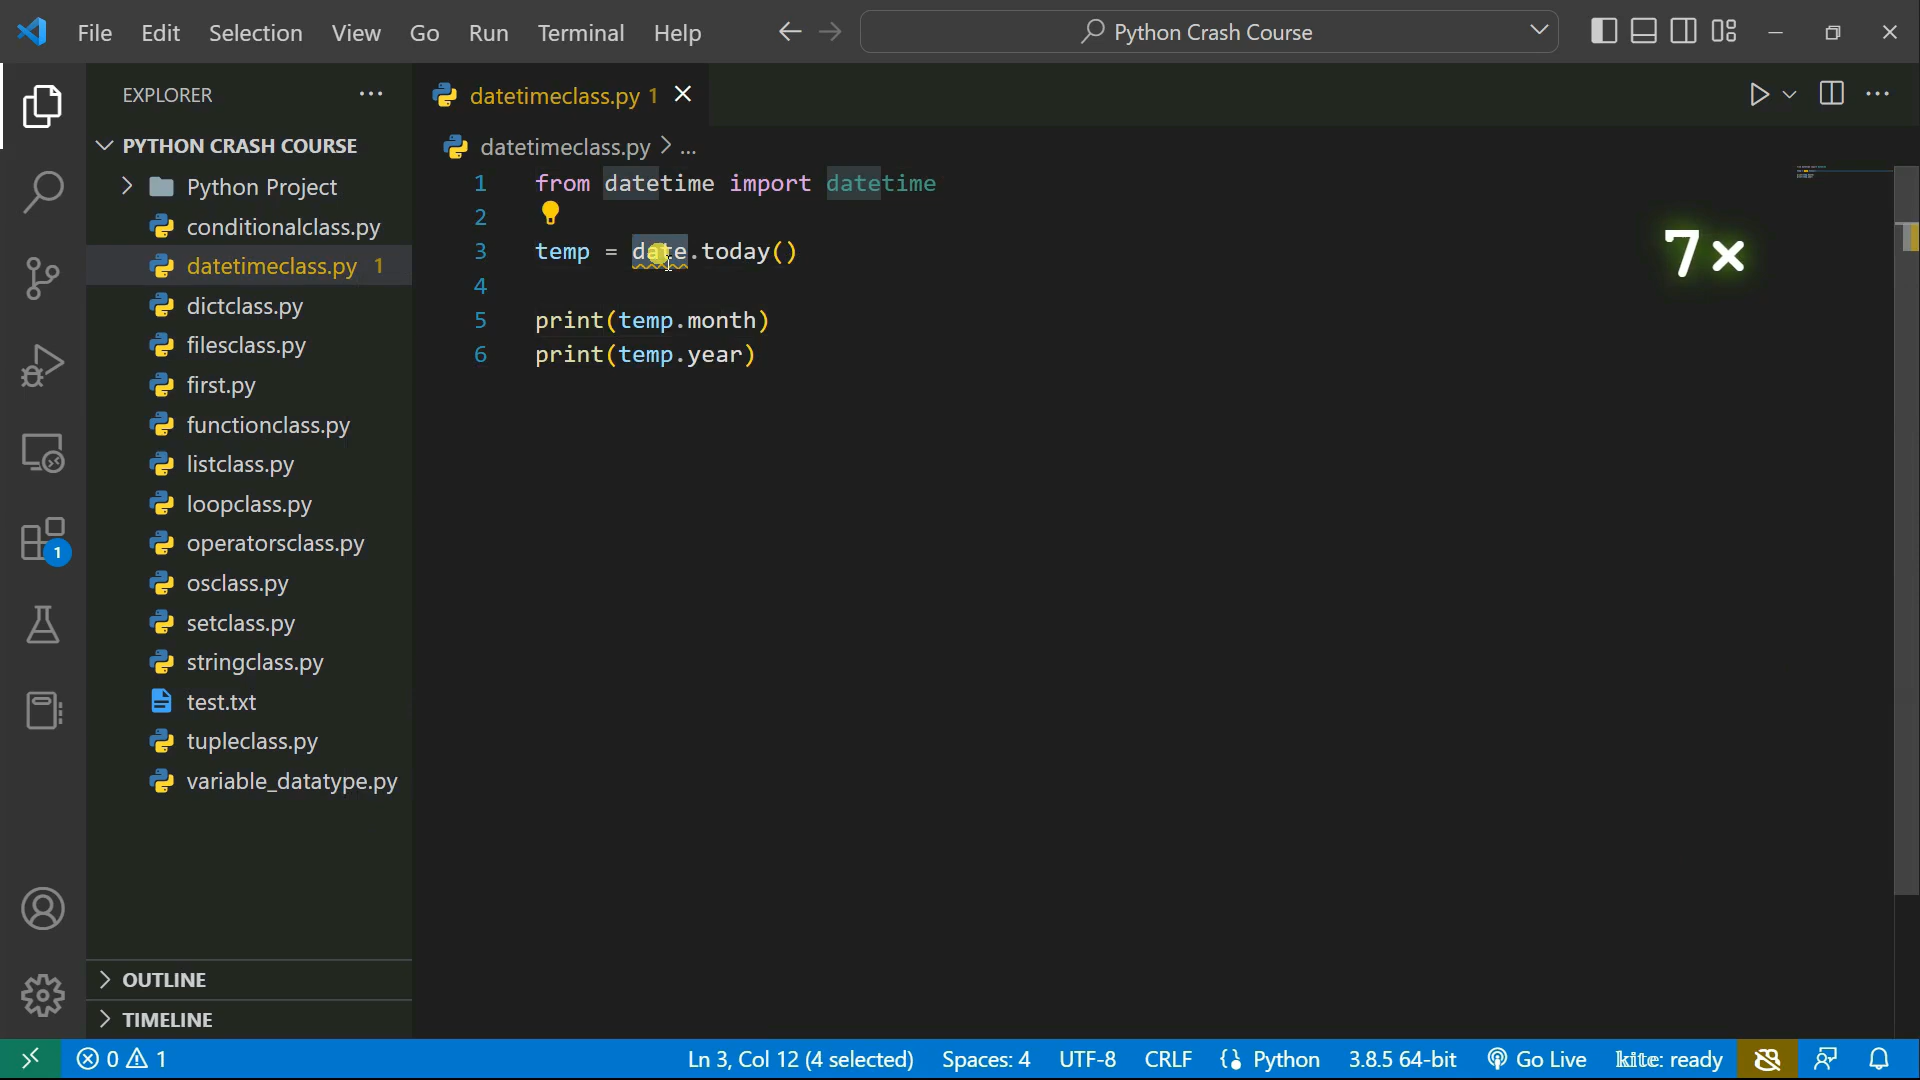 File Edit Selection View Go Run Terminal Help
Python Crash Course
EXPLORER
datetimeclass.py 1
PYTHON CRASH COURSE
datetimeclass.py > ...
Python Project
conditionalclass.py
datetimeclass.py 1
dictclass.py
filesclass.py
first.py
functionclass.py
listclass.py
loopclass.py
operatorsclass.py
osclass.py
setclass.py
stringclass.py
test.txt
tupleclass.py
variable_datatype.py
OUTLINE
TIMELINE
1 from datetime import datetime
2
3 temp = date.today()
4
5 print(temp.month)
6 print(temp.year)
7×
1
0 1
Ln 3, Col 12 (4 selected) Spaces: 4 UTF-8 CRLF {} Python 3.8.5 64-bit Go Live kite: ready